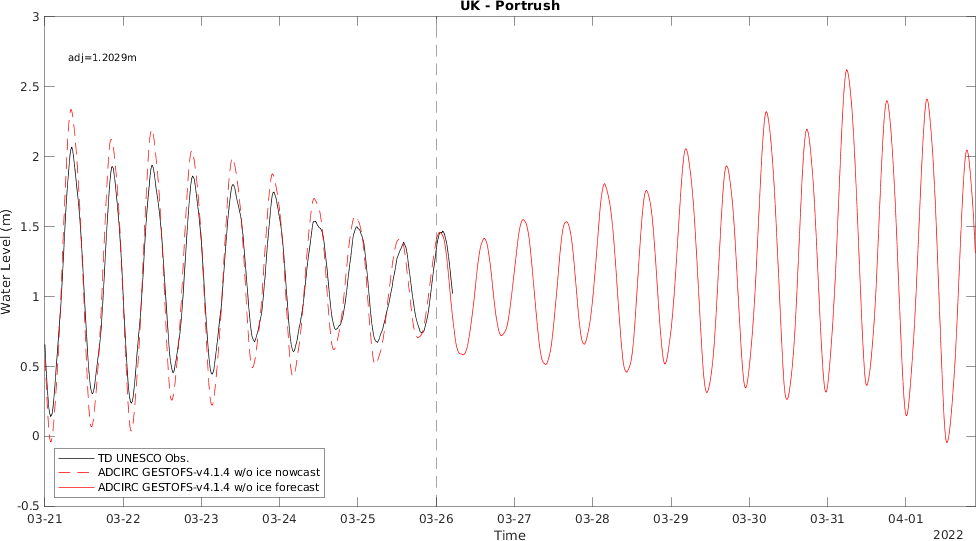 UK - Portrush
3
adj=1.2029m
2.5
2
1.5
Water Level (m)
1
0.5
0
TD UNESCO Obs.
ADCIRC GESTOFS-v4.1.4 w/o ice nowcast
ADCIRC GESTOFS-v4.1.4 w/o ice forecast
-0.5
03-21 03-22 03-23 03-24 03-25 03-26 03-27 03-28 03-29 03-30 03-31 04-01
Time 2022